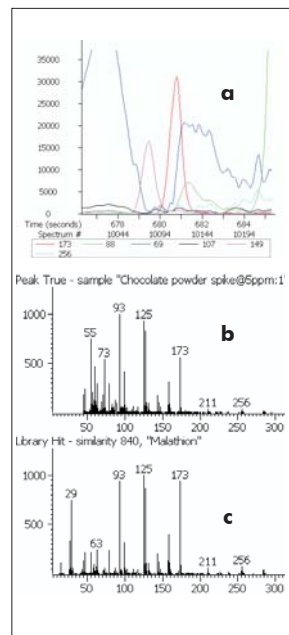 35000
30000
a
25000
20000
15000
10000
5000
0
Time (seconds) 678 680 682 684
Spectrum # 10044 10094 10144 10194
173 88 69 107 149
256
Peak True - sample "Chocolate powder spike@5ppm:1"
93
125
1000
b
55
73
173
500
211 256
50 100 150 200 250 300
Library Hit - similarity 840, "Malathion"
125
1000
93
173
29
c
500
63
211 256
50 100 150 200 250 300